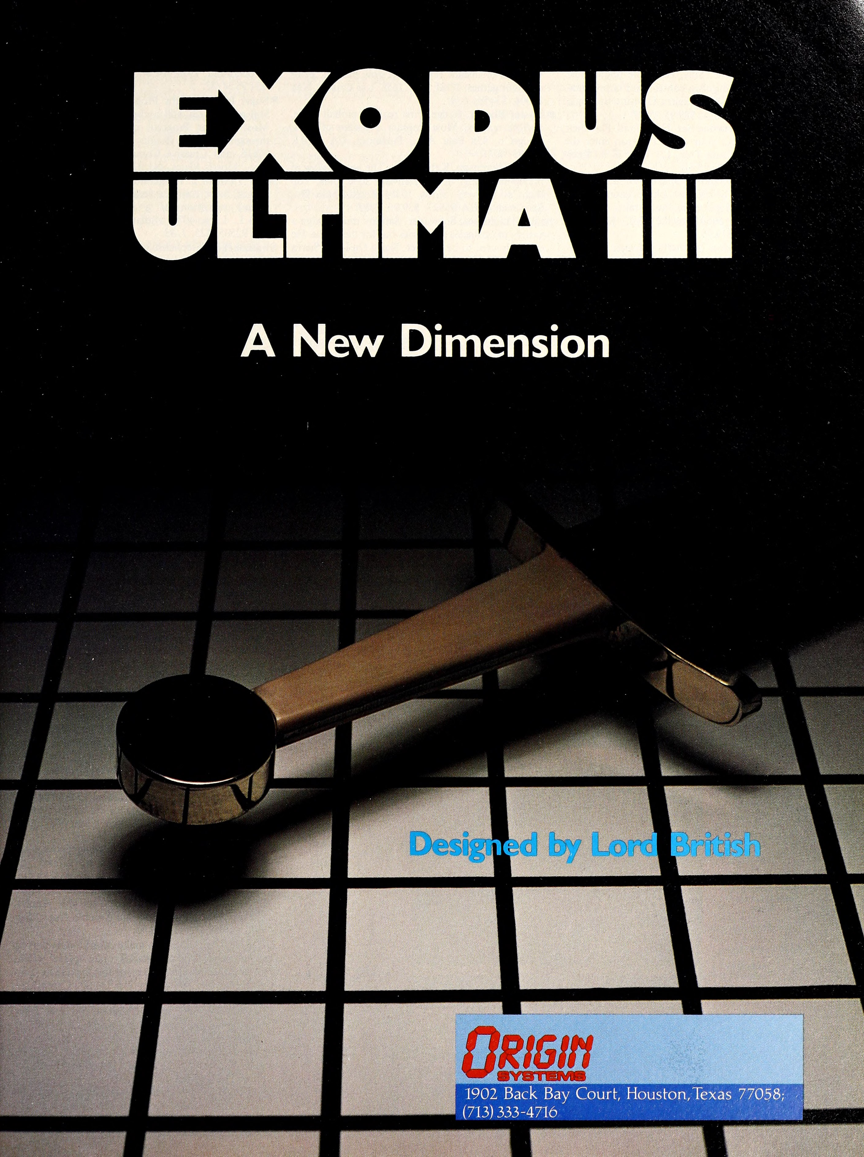 EXODUS
ULTIMA III
A New Dimension
Designed by Lord British
ORIGIN
SYSTEMS
1902 Back Bay Court, Houston, Texas 77058;
(713) 333-4716